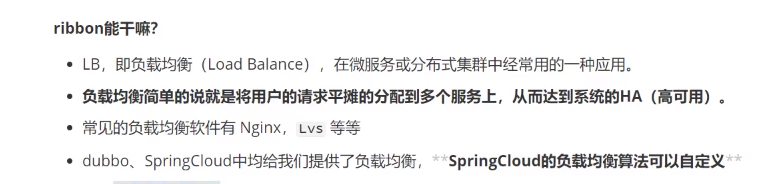 ribbon能干嘛？
LB，即负载均衡（Load Balance），在微服务或分布式集群中经常用的一种应用。
负载均衡简单的说就是将用户的请求平摊的分配到多个服务上，从而达到系统的HA（高可用）。
常见的负载均衡软件有 Nginx，Lvs 等等
dubbo、SpringCloud中均给我们提供了负载均衡，**SpringCloud的负载均衡算法可以自定义**